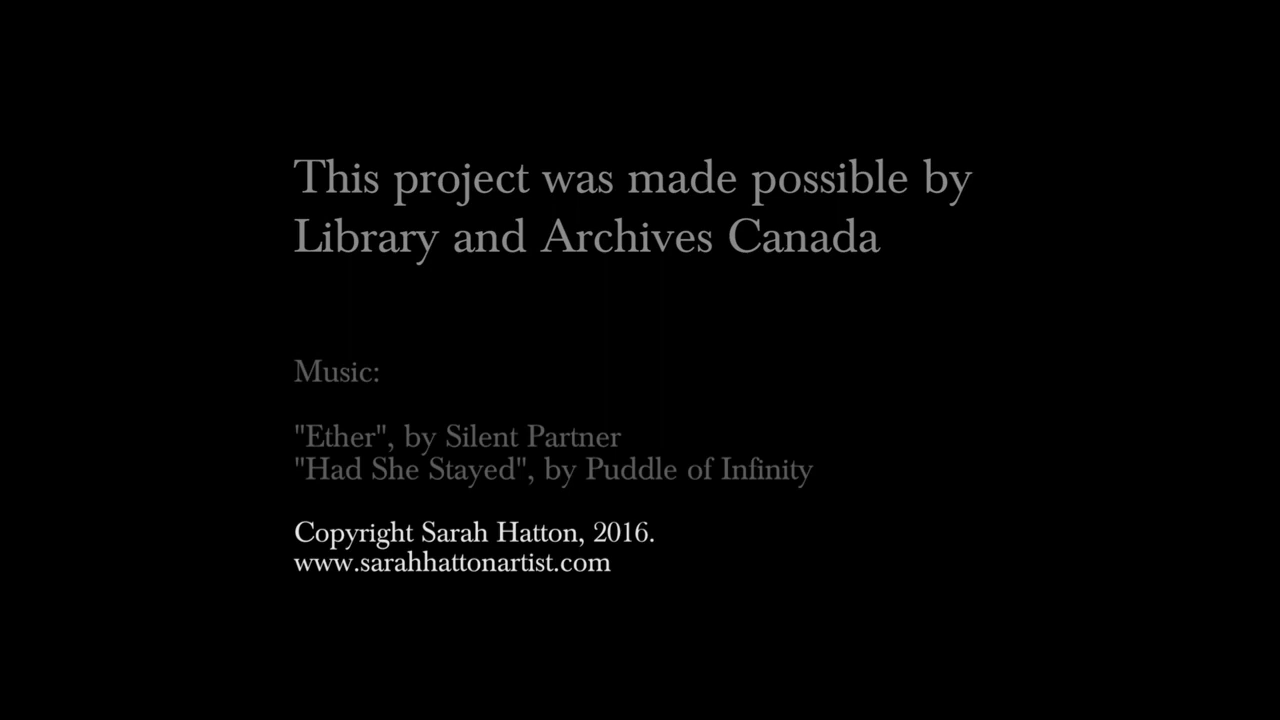 This project was made possible by
Library and Archives Canada
Music:
"Ether", by Silent Partner
"Had She Stayed", by Puddle of Infinity
Copyright Sarah Hatton, 2016.
www.sarahhattonartist.com